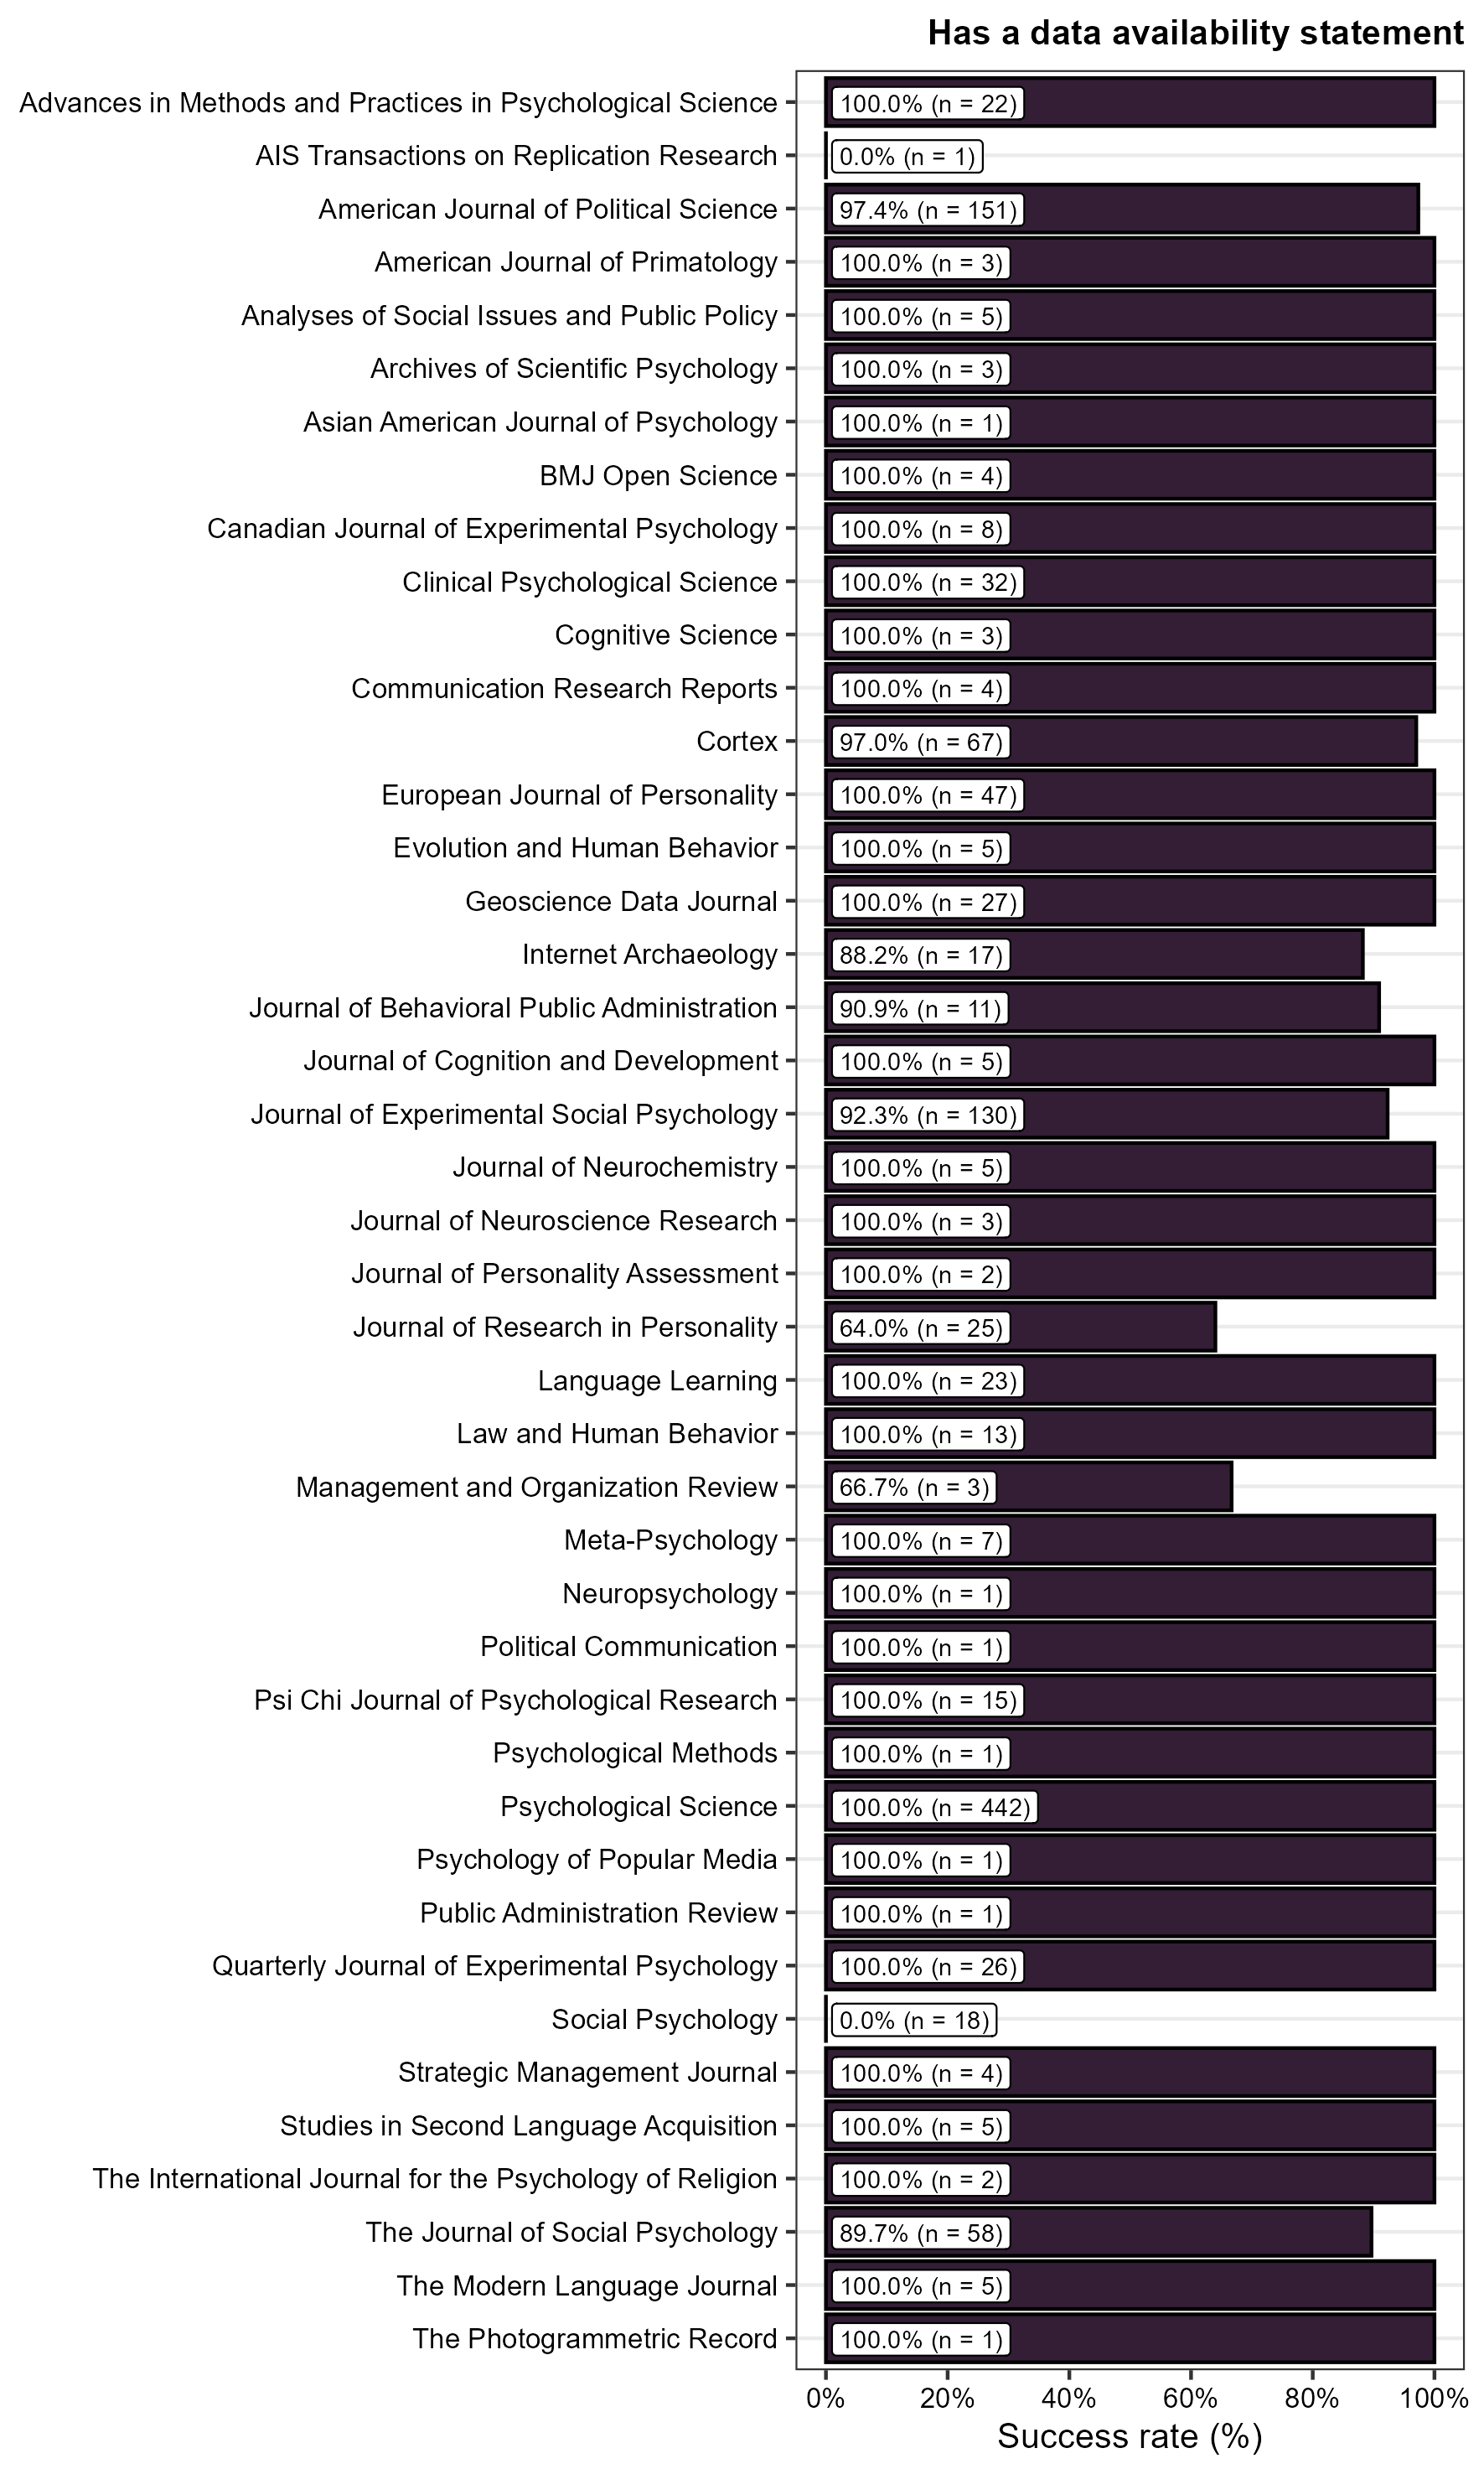 Has a data availability statement
Advances in Methods and Practices in Psychological Science 100.0% (n = 22)
AIS Transactions on Replication Research 0.0% (n = 1)
American Journal of Political Science 97.4% (n = 151)
American Journal of Primatology 100.0% (n = 3)
Analyses of Social Issues and Public Policy 100.0% (n = 5)
Archives of Scientific Psychology 100.0% (n = 3)
Asian American Journal of Psychology 100.0% (n = 1)
BMJ Open Science 100.0% (n = 4)
Canadian Journal of Experimental Psychology 100.0% (n = 8)
Clinical Psychological Science 100.0% (n = 32)
Cognitive Science 100.0% (n = 3)
Communication Research Reports 100.0% (n = 4)
Cortex 97.0% (n = 67)
European Journal of Personality 100.0% (n = 47)
Evolution and Human Behavior 100.0% (n = 5)
Geoscience Data Journal 100.0% (n = 27)
Internet Archaeology 88.2% (n = 17)
Journal of Behavioral Public Administration 90.9% (n = 11)
Journal of Cognition and Development 100.0% (n = 5)
Journal of Experimental Social Psychology 92.3% (n = 130)
Journal of Neurochemistry 100.0% (n = 5)
Journal of Neuroscience Research 100.0% (n = 3)
Journal of Personality Assessment 100.0% (n = 2)
Journal of Research in Personality 64.0% (n = 25)
Language Learning 100.0% (n = 23)
Law and Human Behavior 100.0% (n = 13)
Management and Organization Review 66.7% (n = 3)
Meta-Psychology 100.0% (n = 7)
Neuropsychology 100.0% (n = 1)
Political Communication 100.0% (n = 1)
Psi Chi Journal of Psychological Research 100.0% (n = 15)
Psychological Methods 100.0% (n = 1)
Psychological Science 100.0% (n = 442)
Psychology of Popular Media 100.0% (n = 1)
Public Administration Review 100.0% (n = 1)
Quarterly Journal of Experimental Psychology 100.0% (n = 26)
Social Psychology 0.0% (n = 18)
Strategic Management Journal 100.0% (n = 4)
Studies in Second Language Acquisition 100.0% (n = 5)
The International Journal for the Psychology of Religion 100.0% (n = 2)
The Journal of Social Psychology 89.7% (n = 58)
The Modern Language Journal 100.0% (n = 5)
The Photogrammetric Record 100.0% (n = 1)
0% 20% 40% 60% 80% 100%
Success rate (%)